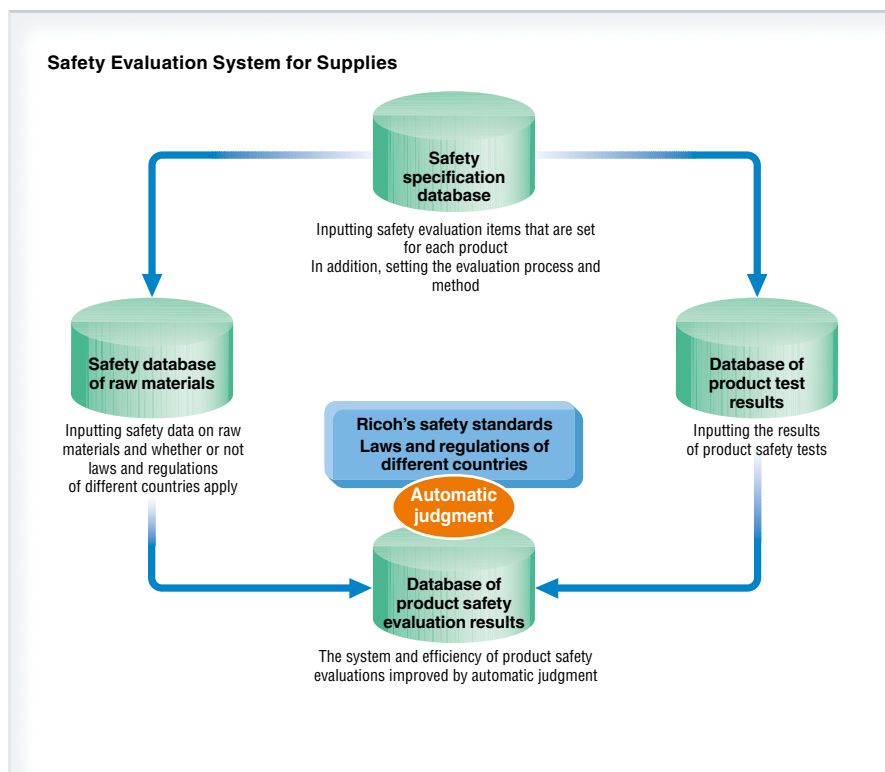 Safety Evaluation System for Supplies
Safety
specification
database
Inputting safety evaluation items that are set
for each product
In addition, setting the evaluation process and
method
Safety database
of raw materials
Inputting safety data on raw
materials and whether or not
laws and regulations
of different countries apply
Database of
product test
results
Inputting the results
of product safety tests
Ricoh's safety standards
Laws and regulations of
different countries
Automatic
judgment
Database of
product safety
evaluation results
The system and efficiency of product safety
evaluations improved by automatic judgment